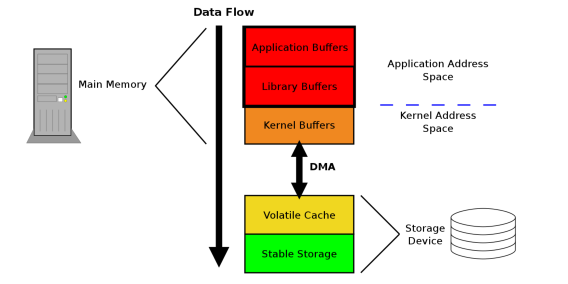 Data Flow
Application Buffers
Application Address
Space
Main Memory
Library Buffers
Kernel Buffers
Kernel Address
Space
DMA
Volatile Cache
Storage
Device
Stable Storage